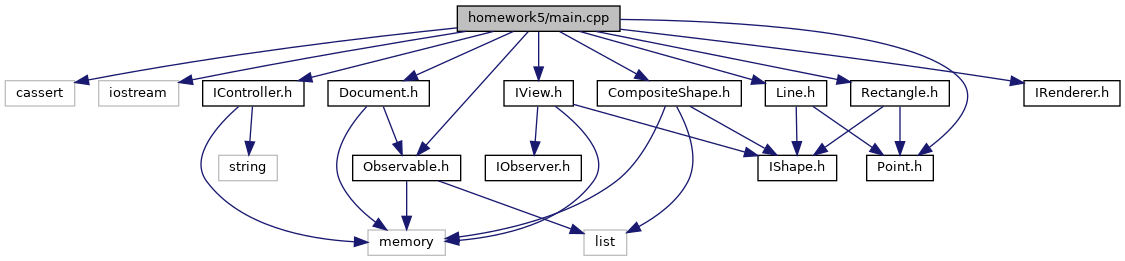 homework5/main.cpp
cassert
iostream
IController.h
Document.h
IView.h
CompositeShape.h
Line.h
Rectangle.h
IRenderer.h
string
Observable.h
IObserver.h
IShape.h
Point.h
memory
list